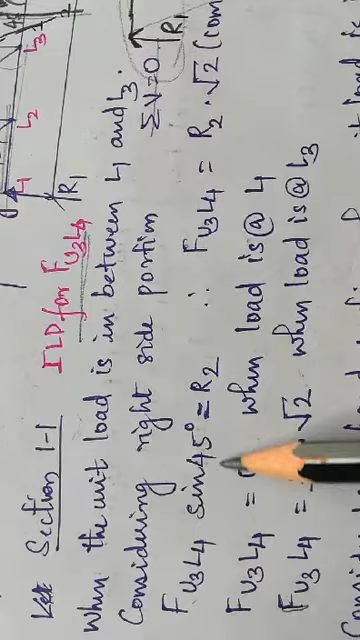 L1 L2 L3
R1
R1
Let Section 1-1 ILD for FU3L4
When the unit load is in between L1 and L3.
Considering right side portion ΣV=0
FU3L4 sin45°=R2 ∴ FU3L4 = R2.√2 (com
FU3L4 = when load is @ L1
FU3L4 = √2 when load is @ L3